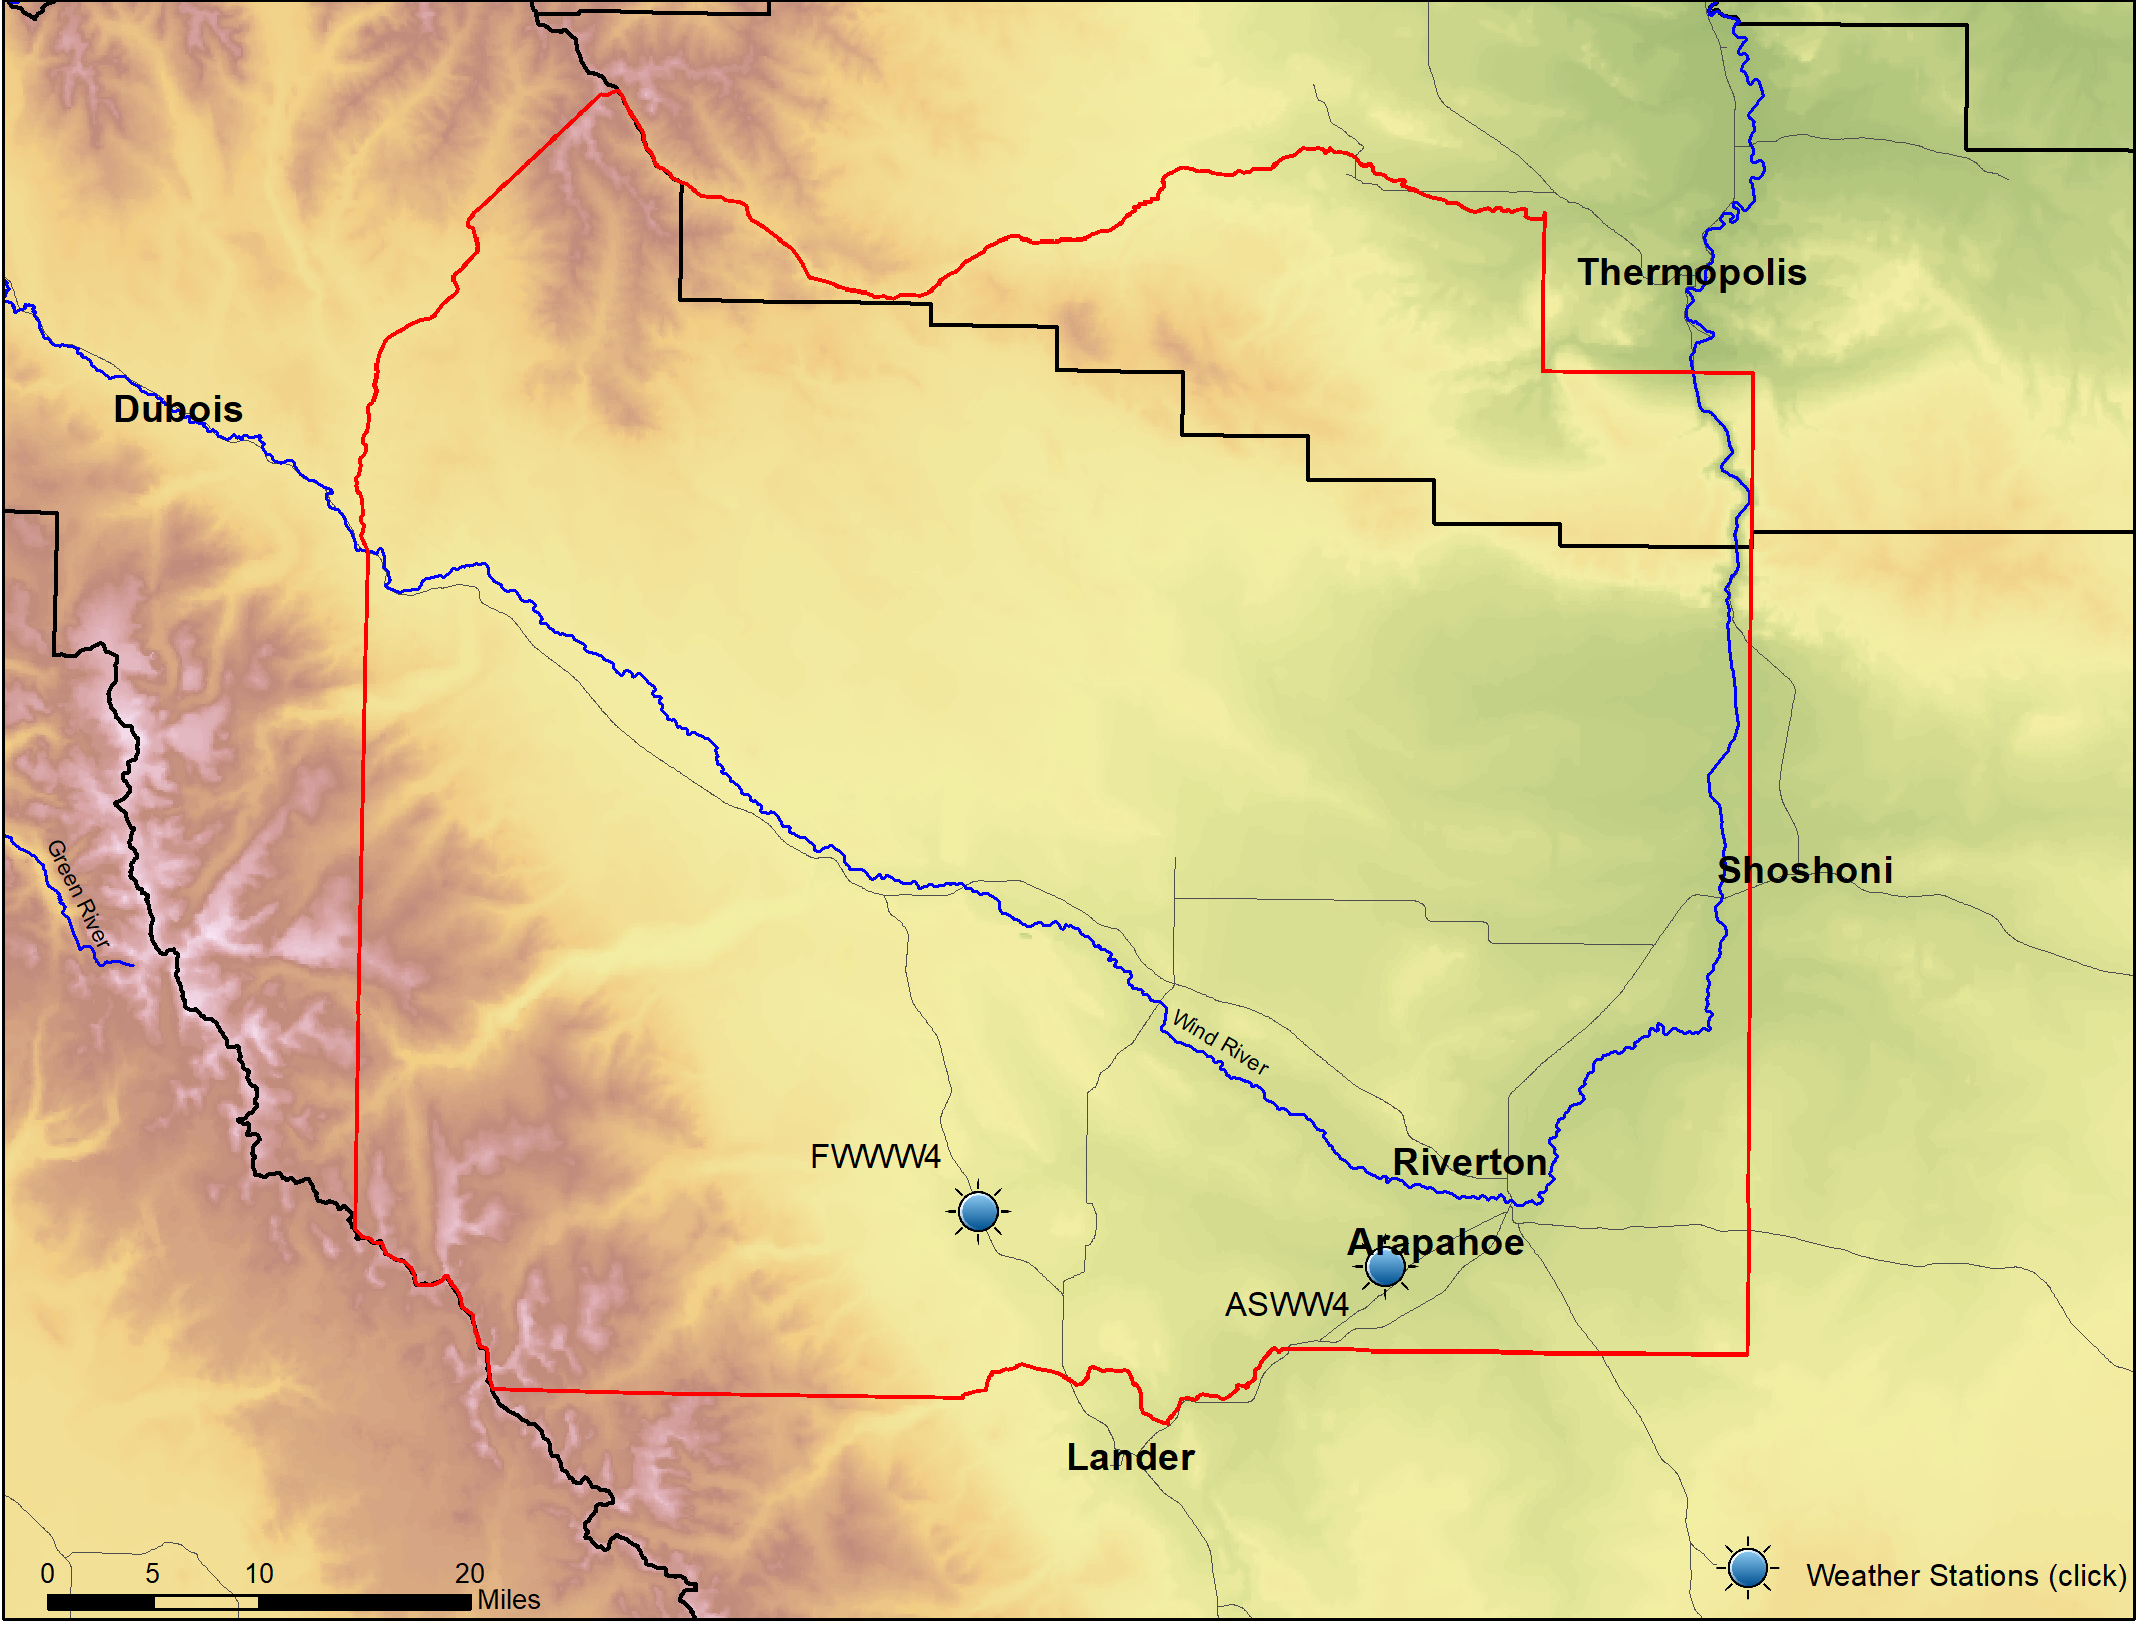 Thermopolis
Dubois
Green River
Shoshoni
Wind River
FWWW4
Riverton
Arapahoe
ASWW4
Lander
0 5 10 20
Miles
Weather Stations (click)